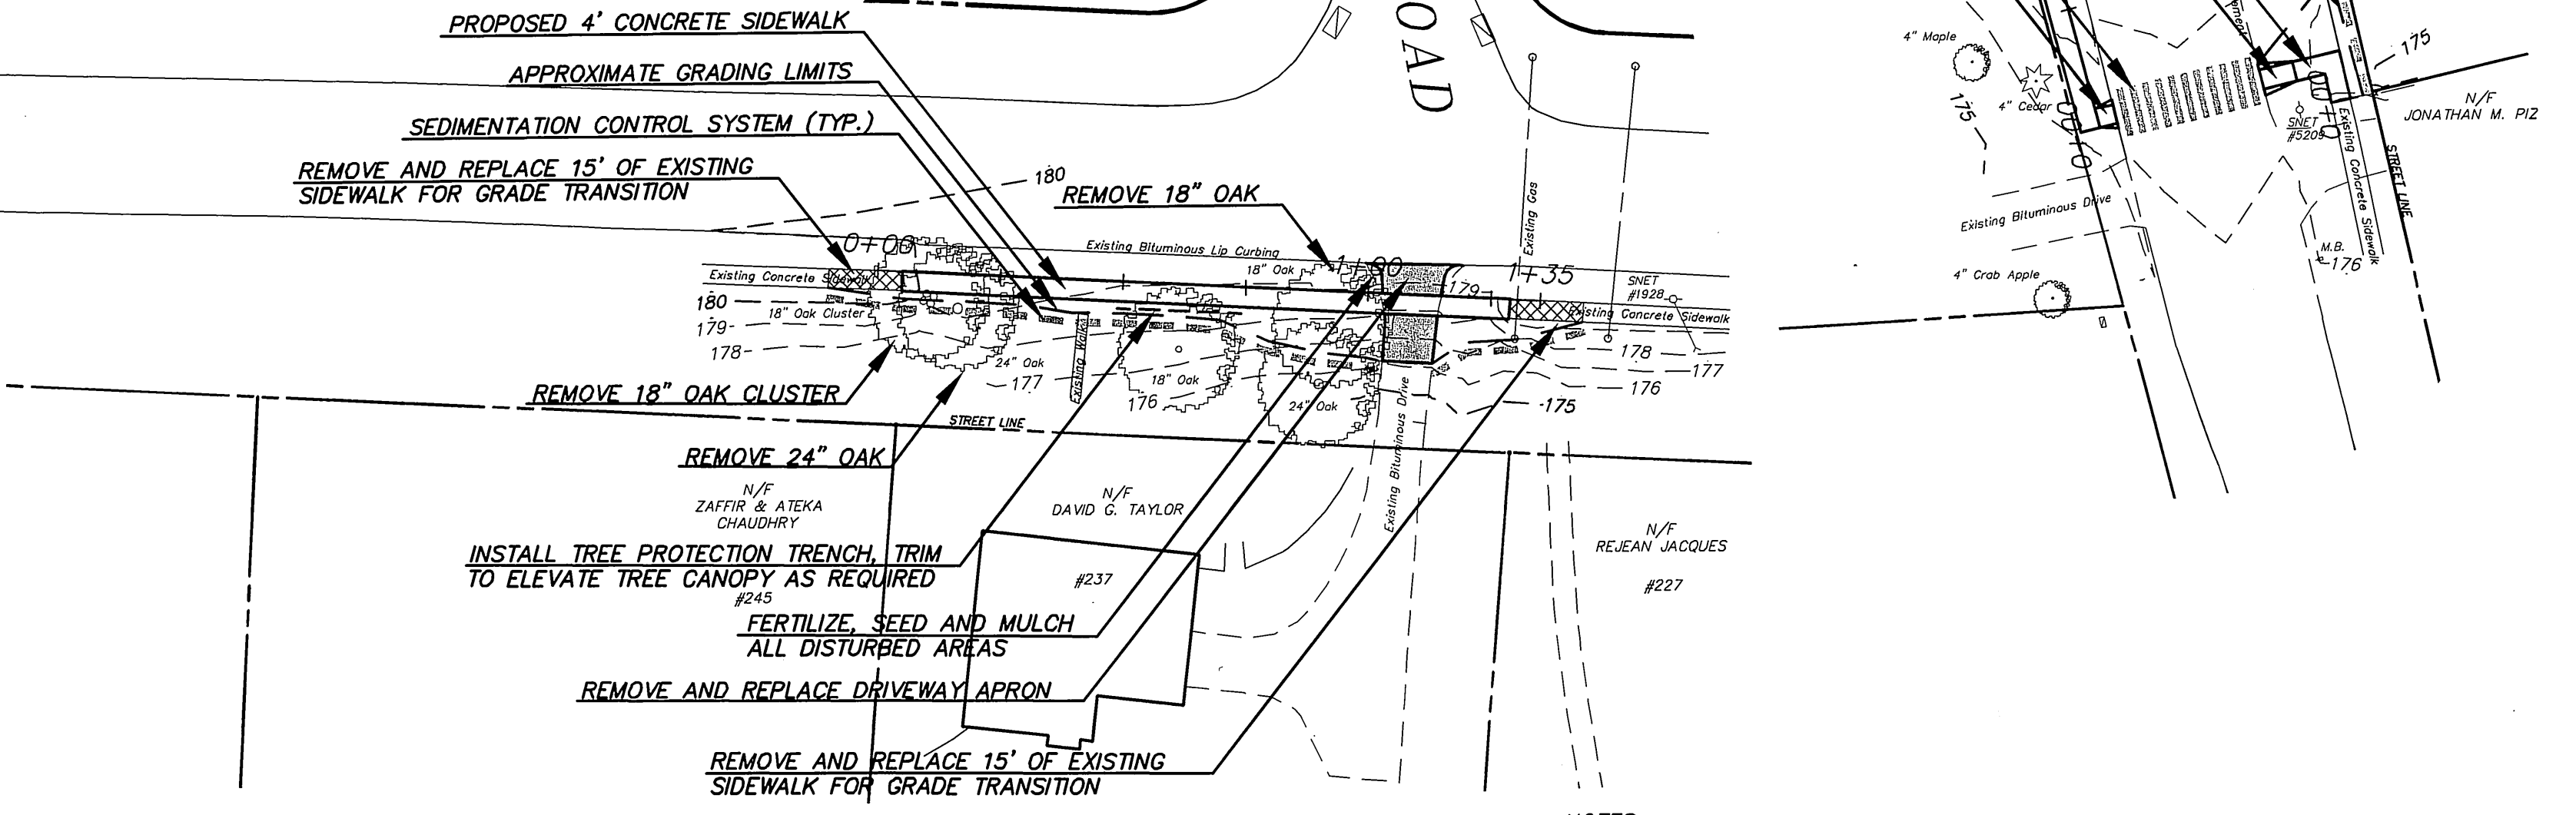 PROPOSED 4' CONCRETE SIDEWALK
APPROXIMATE GRADING LIMITS
SEDIMENTATION CONTROL SYSTEM (TYP.)
REMOVE AND REPLACE 15' OF EXISTING
SIDEWALK FOR GRADE TRANSITION
180
REMOVE 18" OAK
OAD
Existing Gas
0+00
Existing Bituminous Lip Curbing
18" Oak
1+00
1+35
Existing Concrete Sidewalk
179
SNET
#1928
Existing Concrete Sidewalk
180
18" Oak Cluster
179
178
24" Oak
177
Existing Walk
18" Oak
176
24" Oak
178
177
176
175
REMOVE 18" OAK CLUSTER
STREET LINE
Existing Bituminous Drive
REMOVE 24" OAK
N/F
ZAFFIR & ATEKA
CHAUDHRY
N/F
DAVID G. TAYLOR
N/F
REJEAN JACQUES
INSTALL TREE PROTECTION TRENCH, TRIM
TO ELEVATE TREE CANOPY AS REQUIRED
#245
#237
#227
FERTILIZE, SEED AND MULCH
ALL DISTURBED AREAS
REMOVE AND REPLACE DRIVEWAY APRON
REMOVE AND REPLACE 15' OF EXISTING
SIDEWALK FOR GRADE TRANSITION
4" Maple
4" Cedar
175
175
N/F
JONATHAN M. PIZ
SNET
#5209
Existing Concrete Sidewalk
STREET LINE
Existing Bituminous Drive
M.B.
176
4" Crab Apple